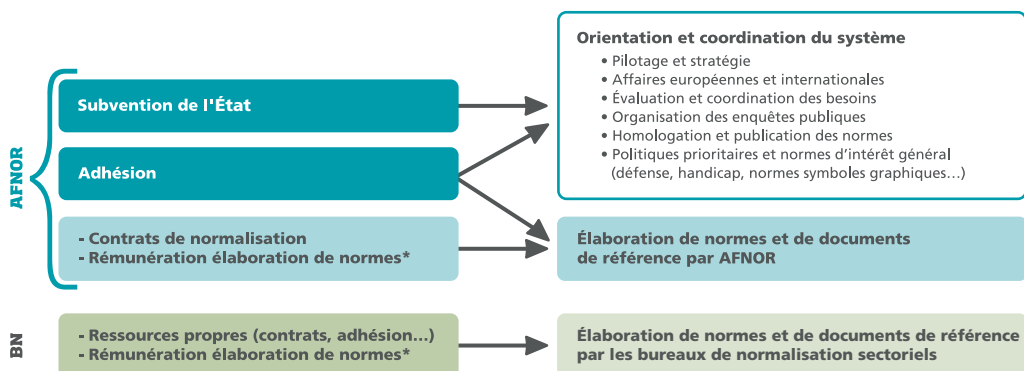 AFNOR
Subvention de l'État
Adhésion
- Contrats de normalisation
- Rémunération élaboration de normes*
Orientation et coordination du système
• Pilotage et stratégie
• Affaires européennes et internationales
• Évaluation et coordination des besoins
• Organisation des enquêtes publiques
• Homologation et publication des normes
• Politiques prioritaires et normes d'intérêt général
(défense, handicap, normes symboles graphiques...)
Élaboration de normes et de documents
de référence par AFNOR
BN
- Ressources propres (contrats, adhésion...)
- Rémunération élaboration de normes*
Élaboration de normes et de documents de référence
par les bureaux de normalisation sectoriels